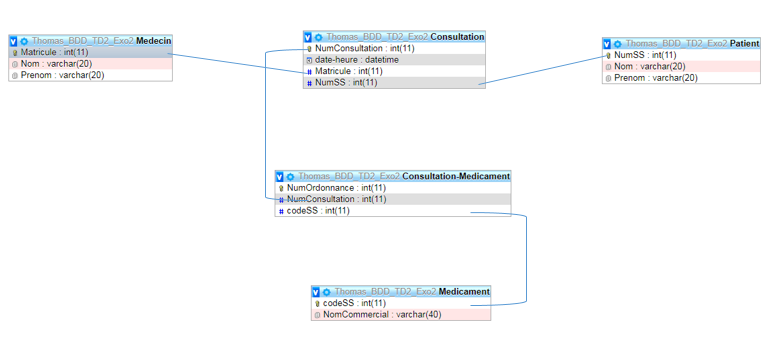 Thomas_BDD_TD2_Exo2 Medecin
Matricule : int(11)
Nom : varchar(20)
Prenom : varchar(20)
Thomas_BDD_TD2_Exo2 Consultation
NumConsultation : int(11)
date-heure : datetime
Matricule : int(11)
NumSS : int(11)
Thomas_BDD_TD2_Exo2 Patient
NumSS : int(11)
Nom : varchar(20)
Prenom : varchar(20)
Thomas_BDD_TD2_Exo2 Consultation-Medicament
NumOrdonnance : int(11)
NumConsultation : int(11)
codeSS : int(11)
Thomas_BDD_TD2_Exo2 Medicament
codeSS : int(11)
NomCommercial : varchar(40)